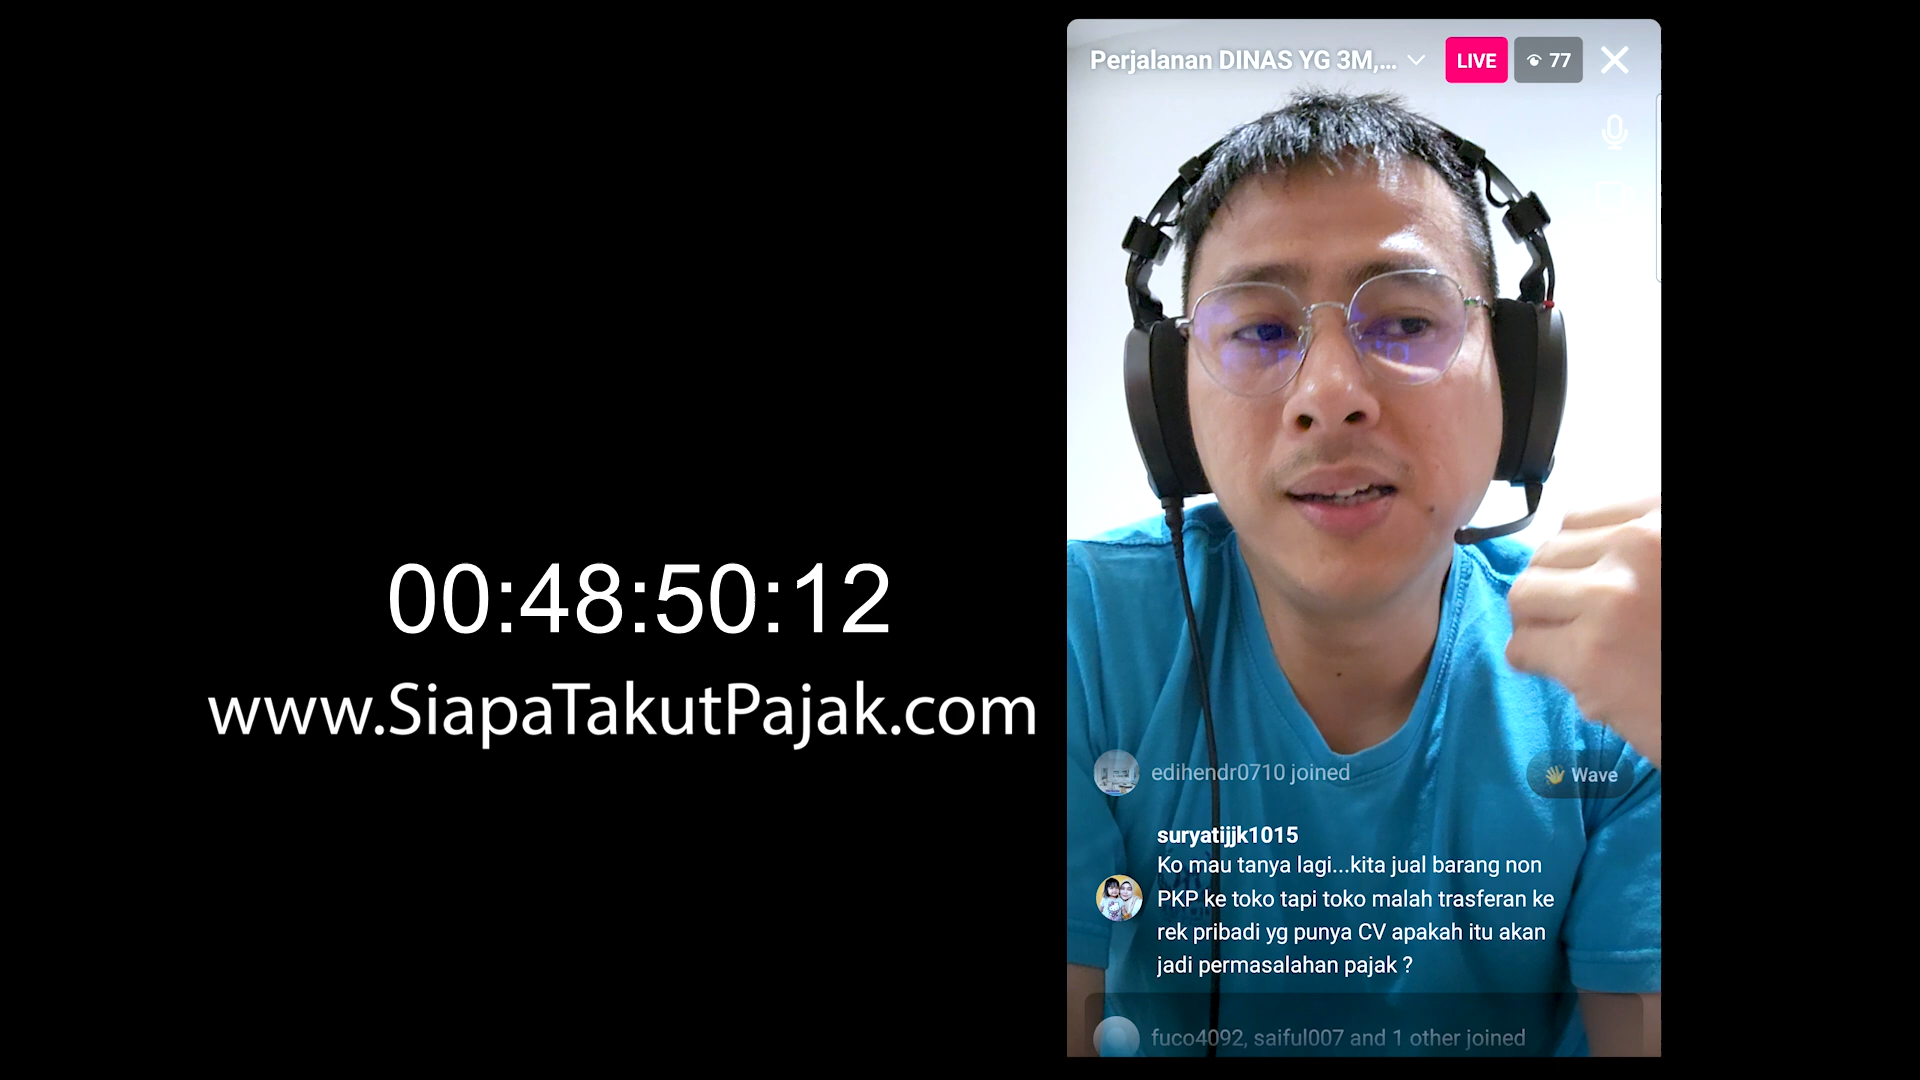 Perjalanan DINAS YG 3M,...
LIVE
77
00:48:50:12
www.SiapaTakutPajak.com
edihendr0710 joined
Wave
suryatijjk1015
Ko mau tanya lagi...kita jual barang non
PKP ke toko tapi toko malah trasferan ke
rek pribadi yg punya CV apakah itu akan
jadi permasalahan pajak ?
fuco4092, saiful007 and 1 other joined